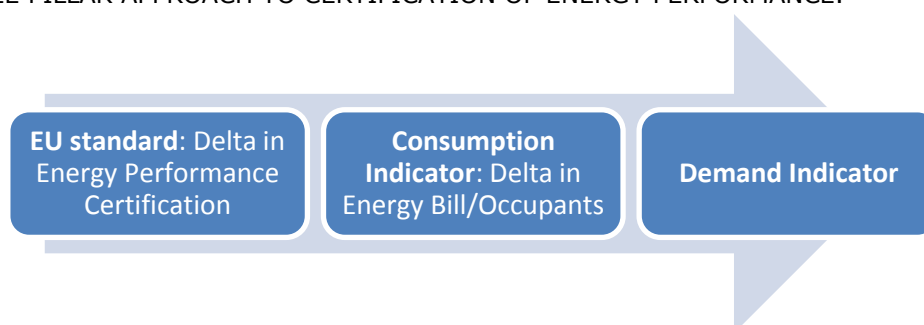 PILLAR APPROACH TO CERTIFICATION OF ENERGY PERFORMANCE:
EU standard: Delta in
Energy Performance
Certification
Consumption
Indicator: Delta in
Energy Bill/Occupants
Demand Indicator